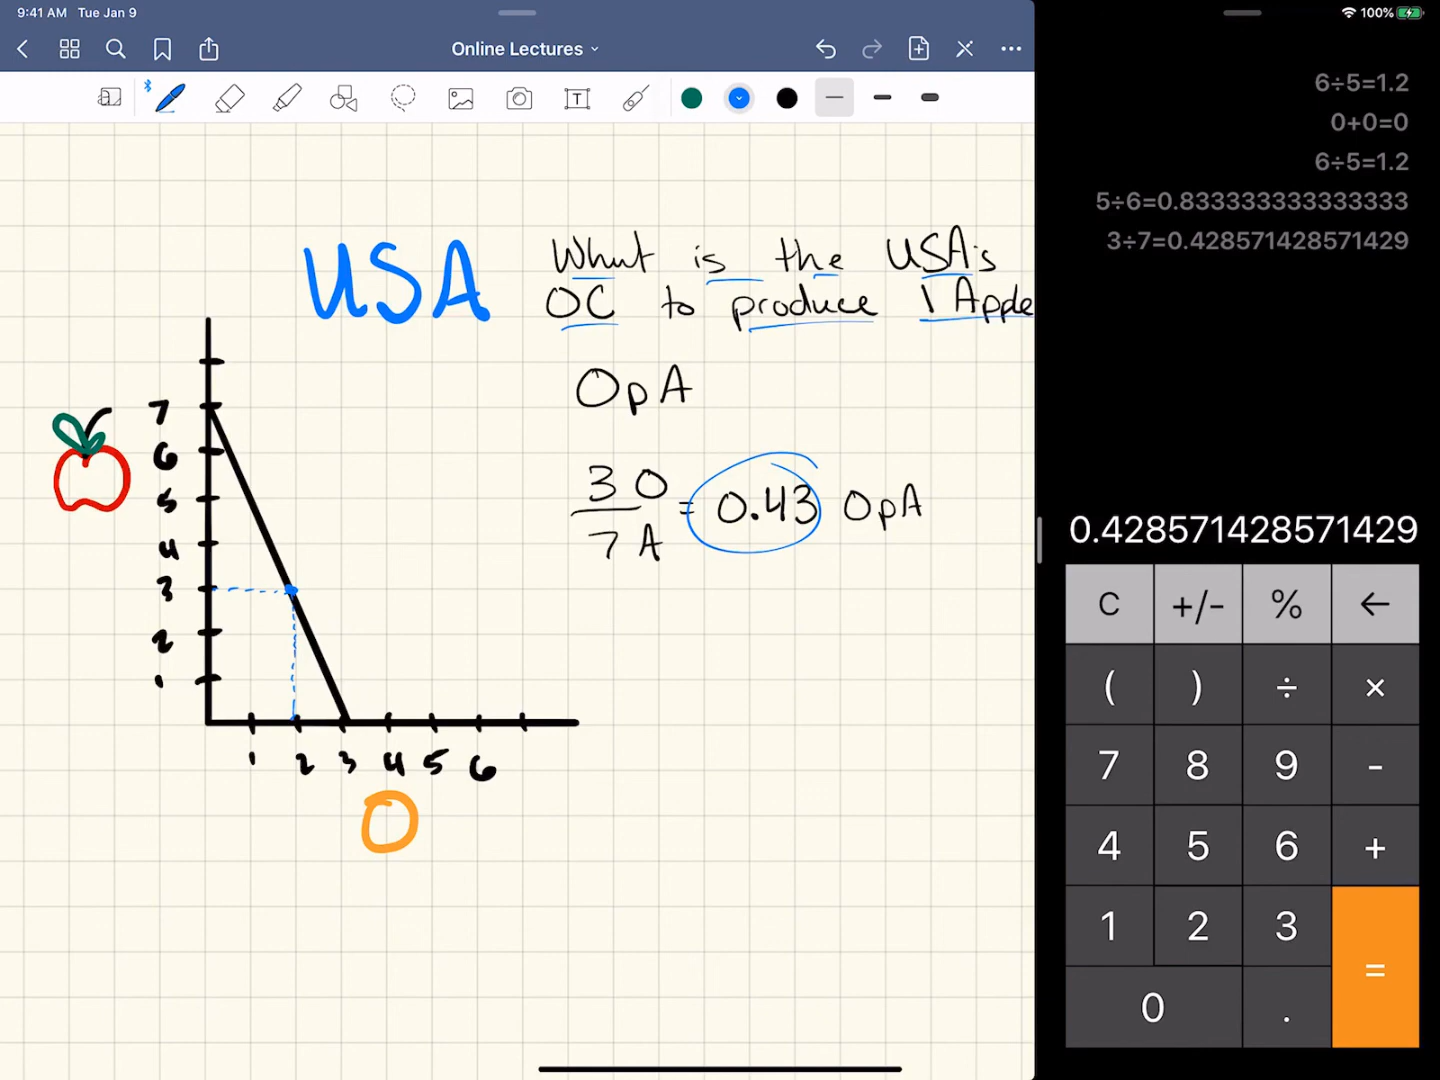 9:41 AM Tue Jan 9
100%
Online Lectures
T
6÷5=1.2
0+0=0
6÷5=1.2
5÷6=0.833333333333333
3÷7=0.428571428571429
USA
What is the USA's
OC to produce 1 Apple
OpA
3 O
7 A
= 0.43 OpA
7
6
5
4
3
2
1
1 2 3 4 5 6
0.428571428571429
C +/- % ←
( ) ÷ ×
7 8 9 -
4 5 6 +
1 2 3
0 . =